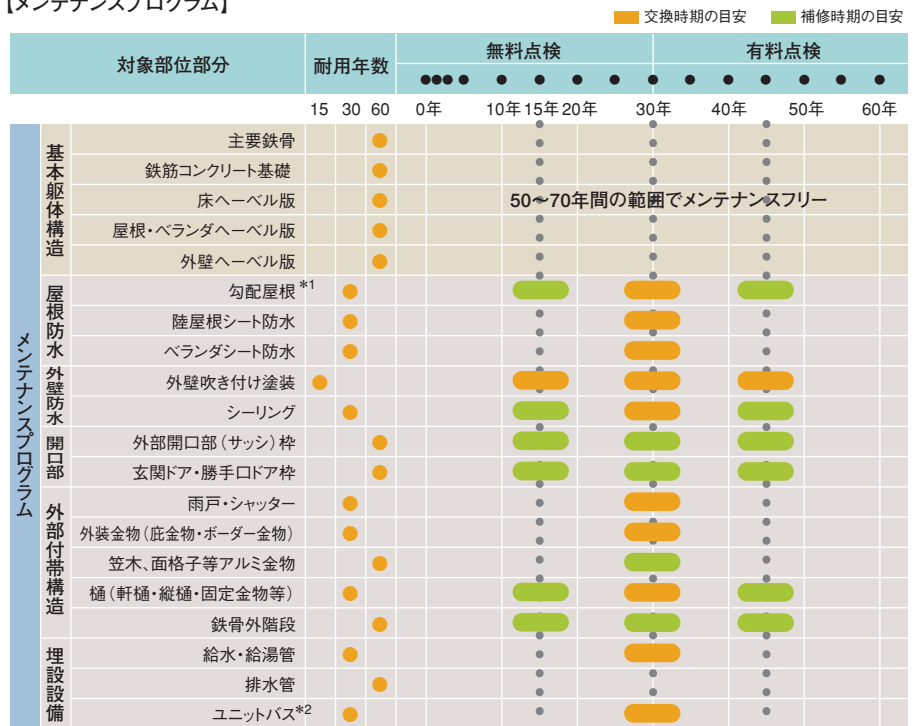 【メンテナンスプログラム】
交換時期の目安 補修時期の目安
対象部位部分 耐用年数 無料点検 有料点検
15 30 60 0年 10年 15年 20年 30年 40年 50年 60年
メンテナンスプログラム
基本躯体構造
主要鉄骨
鉄筋コンクリート基礎
床へーベル版
50〜70年間の範囲でメンテナンスフリー
屋根・ベランダへーベル版
外壁へーベル版
屋根防水
勾配屋根*1
陸屋根シート防水
ベランダシート防水
外壁防水
外壁吹き付け塗装
シーリング
開口部
外部開口部(サッシ)枠
玄関ドア・勝手口ドア枠
外部付帯構造
雨戸・シャッター
外装金物(庇金物・ボーダー金物)
笠木、面格子等アルミ金物
樋(軒樋・縦樋・固定金物等)
鉄骨外階段
埋設設備
給水・給湯管
排水管
ユニットバス*2